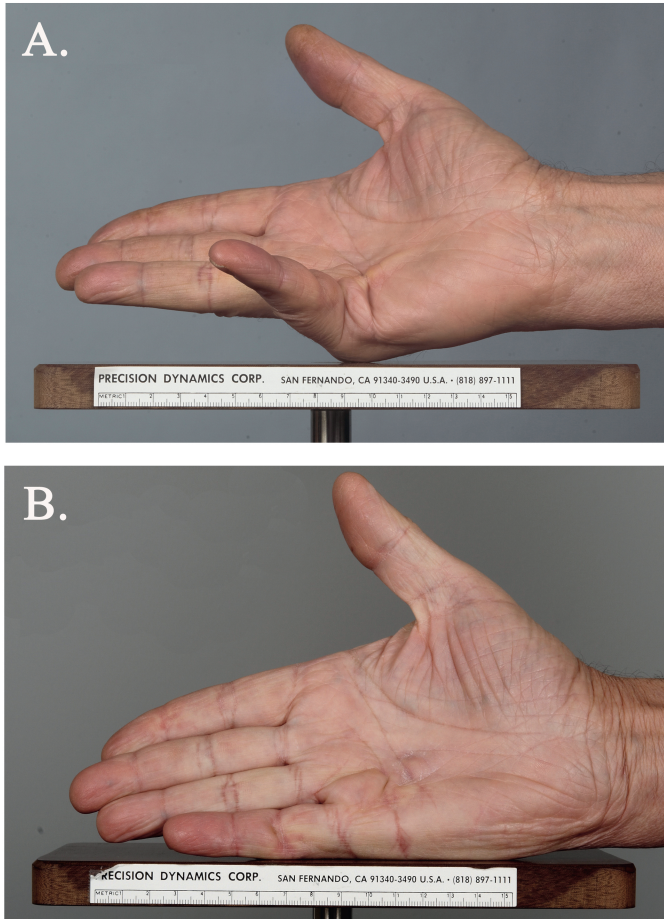 A.
PRECISION DYNAMICS CORP. SAN FERNANDO, CA 91340-3490 U.S.A. • (818) 897-1111
METRIC 1 2 3 4 5 6 7 8 9 10 11 12 13 14 15
B.
PRECISION DYNAMICS CORP. SAN FERNANDO, CA 91340-3490 U.S.A. • (818) 897-1111
METRIC 1 2 3 4 5 6 7 8 9 10 11 12 13 14 15